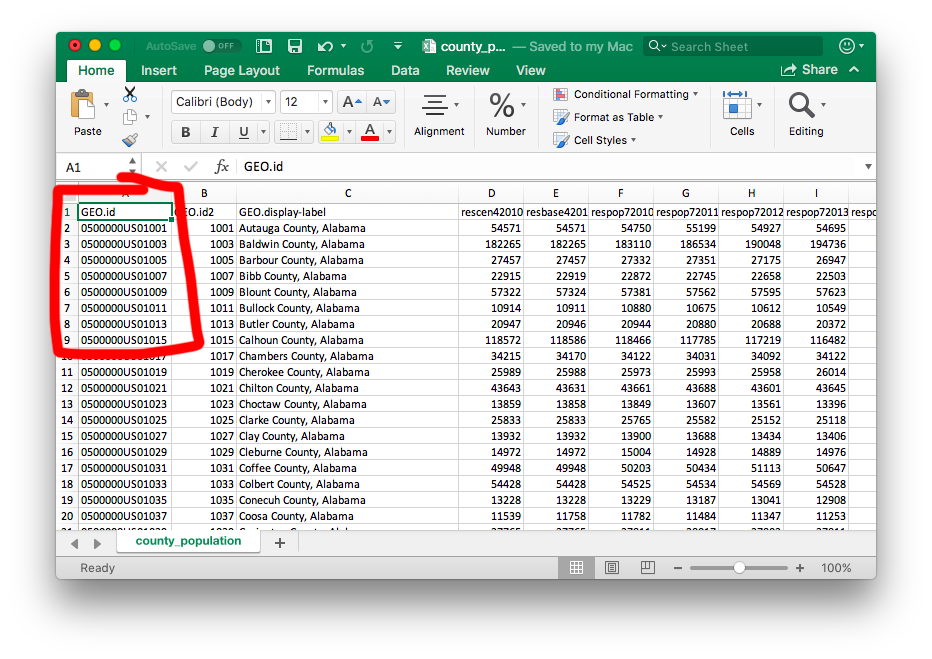 AutoSave OFF county_p... — Saved to my Mac Search Sheet
Home Insert Page Layout Formulas Data Review View Share
Paste Calibri (Body) 12 A A Alignment % Number Conditional Formatting Cells Editing
B I U A Format as Table
Cell Styles
A1 fx GEO.id
A B C D E F G H I
1 GEO.id GEO.id2 GEO.display-label rescen42010 resbase4201 respop72010 respop72011 respop72012 respop72013 respo
2 0500000US01001 1001 Autauga County, Alabama 54571 54571 54750 55199 54927 54695
3 0500000US01003 1003 Baldwin County, Alabama 182265 182265 183110 186534 190048 194736
4 0500000US01005 1005 Barbour County, Alabama 27457 27457 27332 27351 27175 26947
5 0500000US01007 1007 Bibb County, Alabama 22915 22919 22872 22745 22658 22503
6 0500000US01009 1009 Blount County, Alabama 57322 57324 57381 57562 57595 57623
7 0500000US01011 1011 Bullock County, Alabama 10914 10911 10880 10675 10612 10549
8 0500000US01013 1013 Butler County, Alabama 20947 20946 20944 20880 20688 20372
9 0500000US01015 1015 Calhoun County, Alabama 118572 118586 118466 117785 117219 116482
10 0500000US01017 1017 Chambers County, Alabama 34215 34170 34122 34031 34092 34122
11 0500000US01019 1019 Cherokee County, Alabama 25989 25988 25973 25993 25958 26014
12 0500000US01021 1021 Chilton County, Alabama 43643 43631 43661 43688 43601 43645
13 0500000US01023 1023 Choctaw County, Alabama 13859 13858 13849 13607 13561 13396
14 0500000US01025 1025 Clarke County, Alabama 25833 25833 25765 25582 25152 25118
15 0500000US01027 1027 Clay County, Alabama 13932 13932 13900 13688 13434 13406
16 0500000US01029 1029 Cleburne County, Alabama 14972 14972 15004 14928 14889 14976
17 0500000US01031 1031 Coffee County, Alabama 49948 49948 50203 50434 51113 50647
18 0500000US01033 1033 Colbert County, Alabama 54428 54428 54525 54534 54569 54528
19 0500000US01035 1035 Conecuh County, Alabama 13228 13228 13229 13187 13041 12908
20 0500000US01037 1037 Coosa County, Alabama 11539 11758 11782 11484 11347 11253
county_population +
Ready 100%